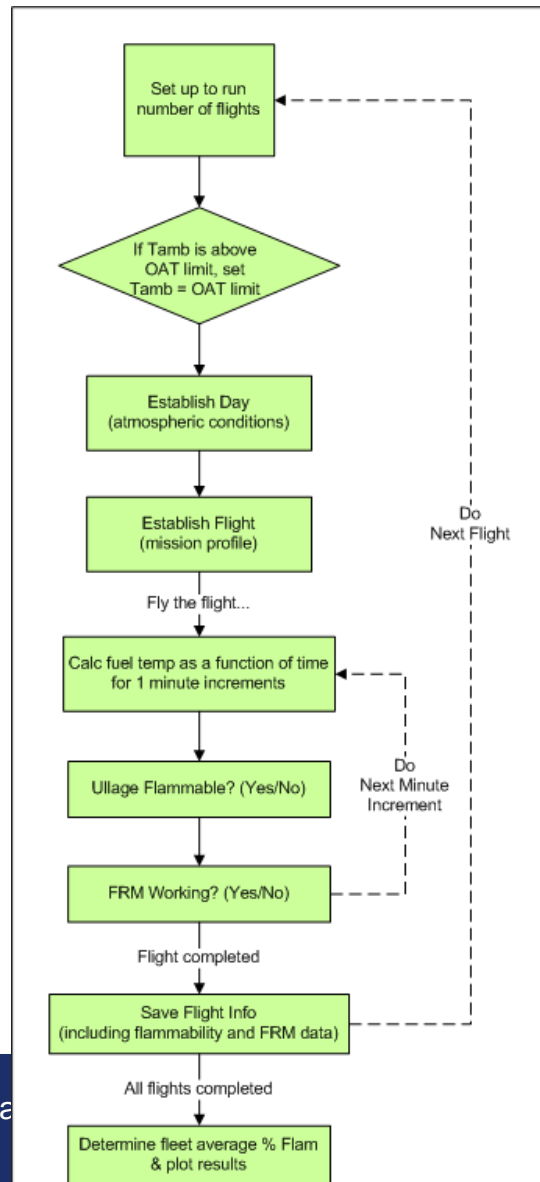 Set up to run
number of flights
If Tamb is above
OAT limit, set
Tamb = OAT limit
Establish Day
(atmospheric conditions)
Establish Flight
(mission profile)
Do
Next Flight
Fly the flight...
Calc fuel temp as a function of time
for 1 minute increments
Ullage Flammable? (Yes/No)
Do
Next Minute
Increment
FRM Working? (Yes/No)
Flight completed
Save Flight Info
(including flammability and FRM data)
All flights completed
Determine fleet average % Flam
& plot results